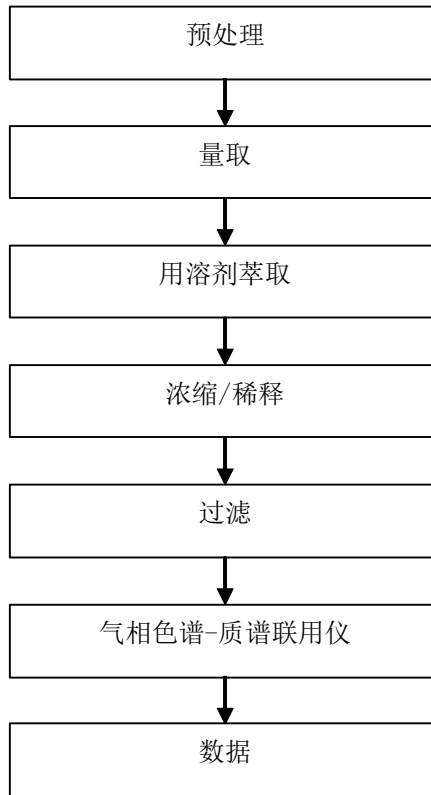 预处理
量取
用溶剂萃取
浓缩/稀释
过滤
气相色谱-质谱联用仪
数据